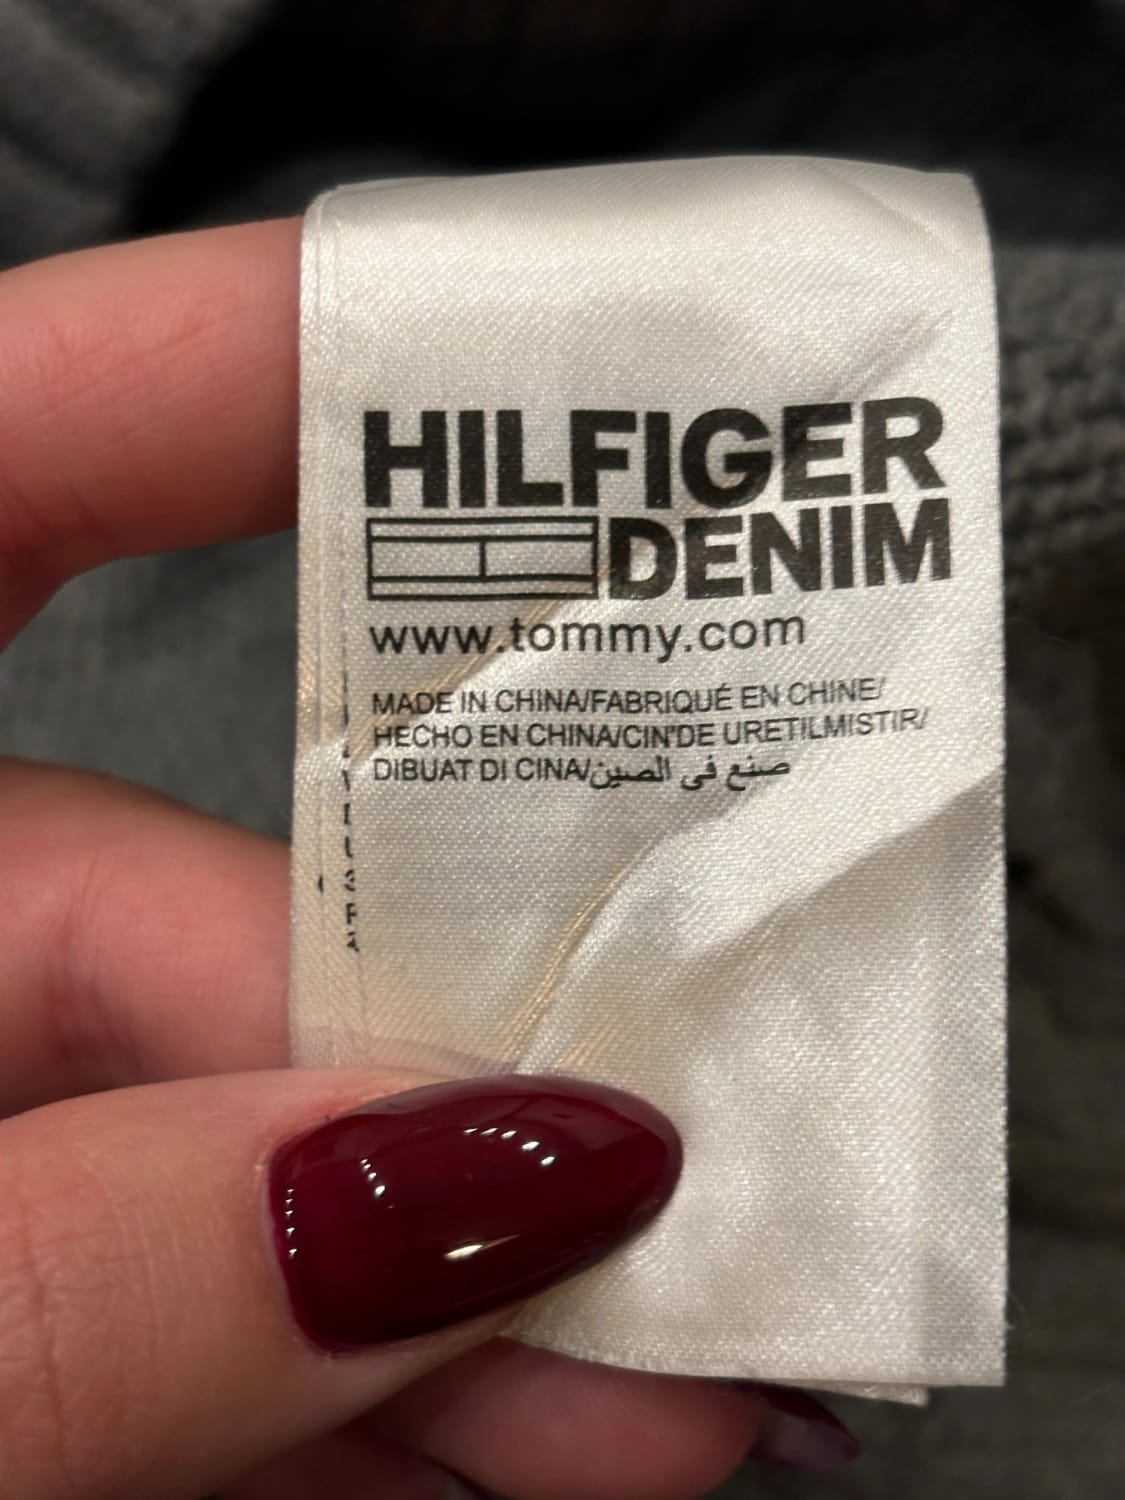 HILFIGER
DENIM
www.tommy.com
MADE IN CHINA/FABRIQUÉ EN CHINE/
HECHO EN CHINA/CIN'DE URETILMISTIR/
DIBUAT DI CINA/صنع في الصين